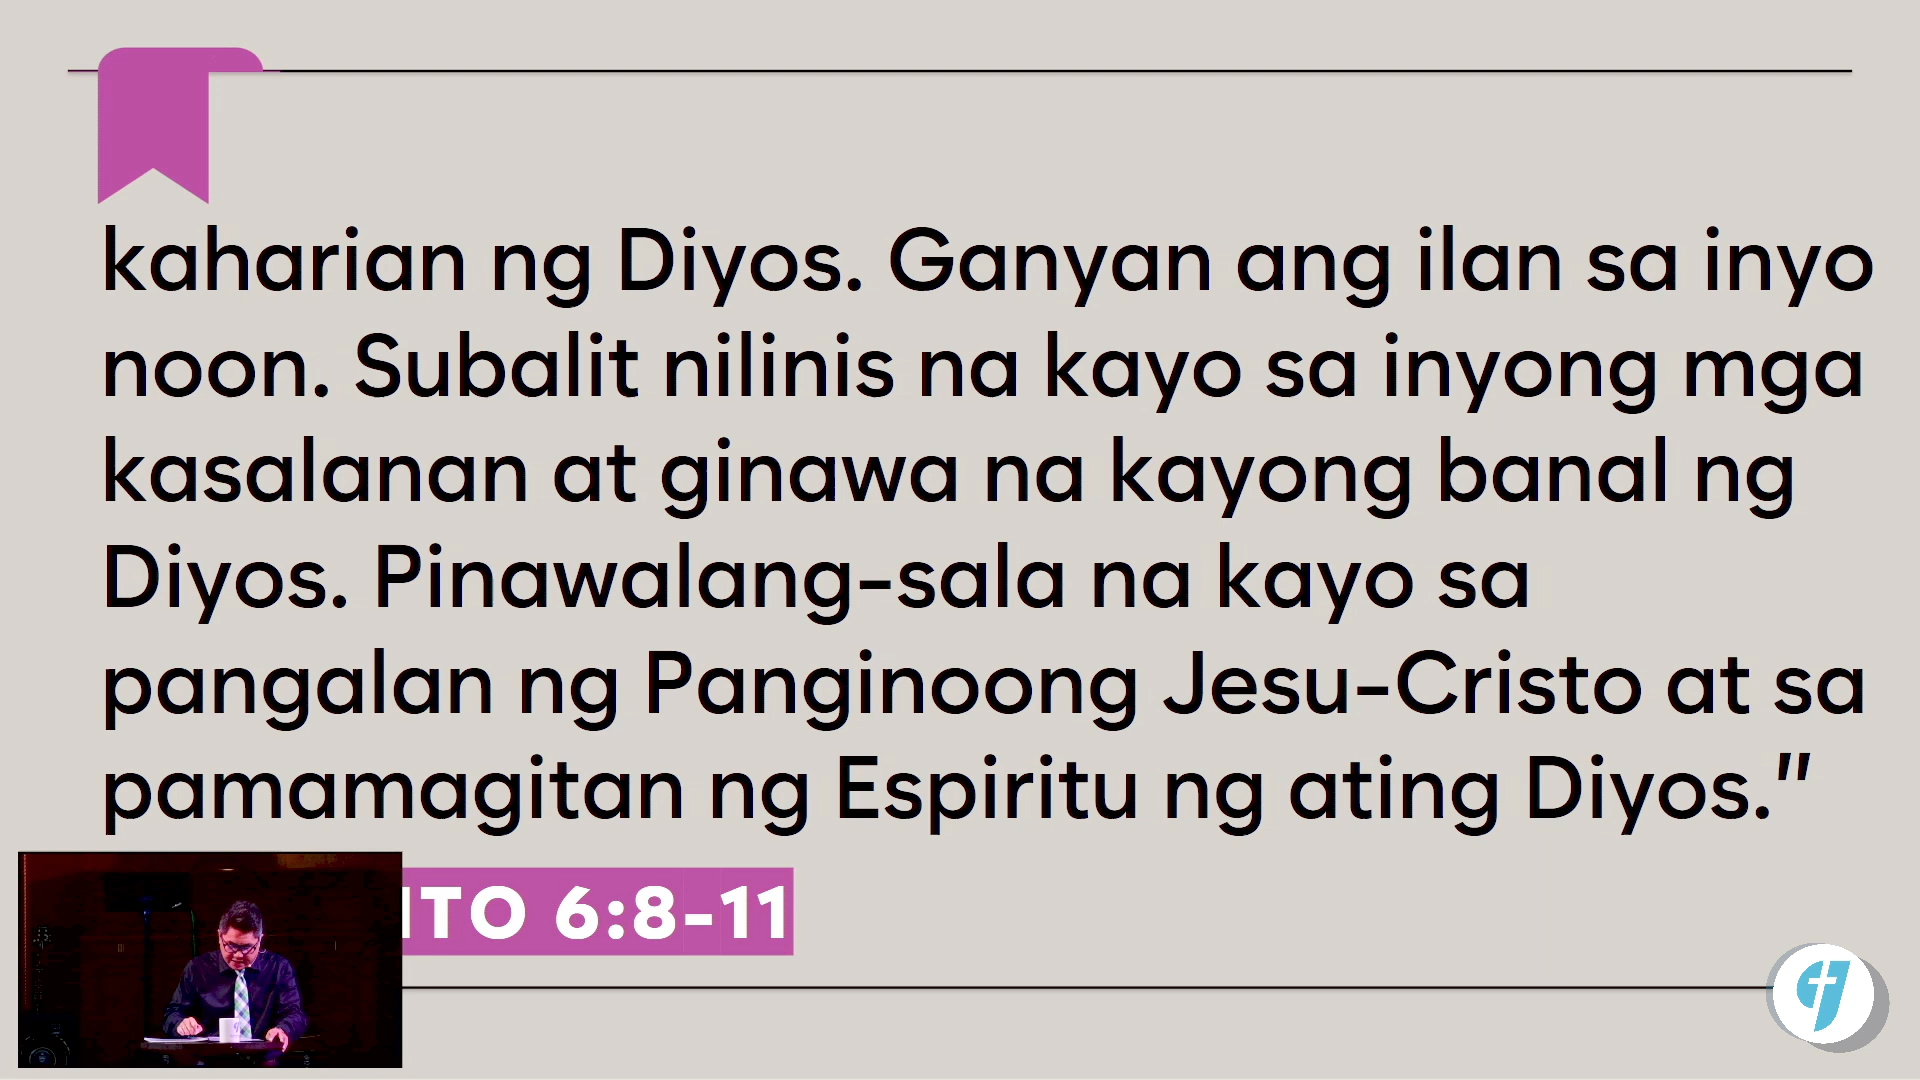 kaharian ng Diyos. Ganyan ang ilan sa inyo
noon. Subalit nilinis na kayo sa inyong mga
kasalanan at ginawa na kayong banal ng
Diyos. Pinawalang-sala na kayo sa
pangalan ng Panginoong Jesu-Cristo at sa
pamamagitan ng Espiritu ng ating Diyos."
6:8-11